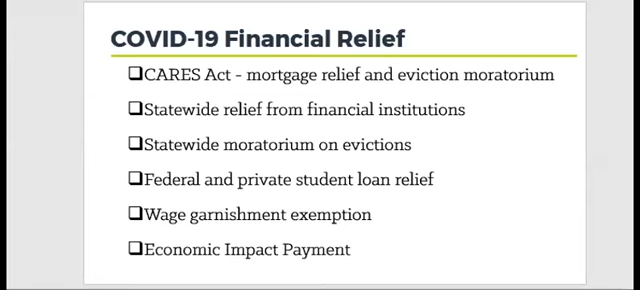 COVID-19 Financial Relief
❑CARES Act - mortgage relief and eviction moratorium
❑Statewide relief from financial institutions
❑Statewide moratorium on evictions
❑Federal and private student loan relief
❑Wage garnishment exemption
❑Economic Impact Payment